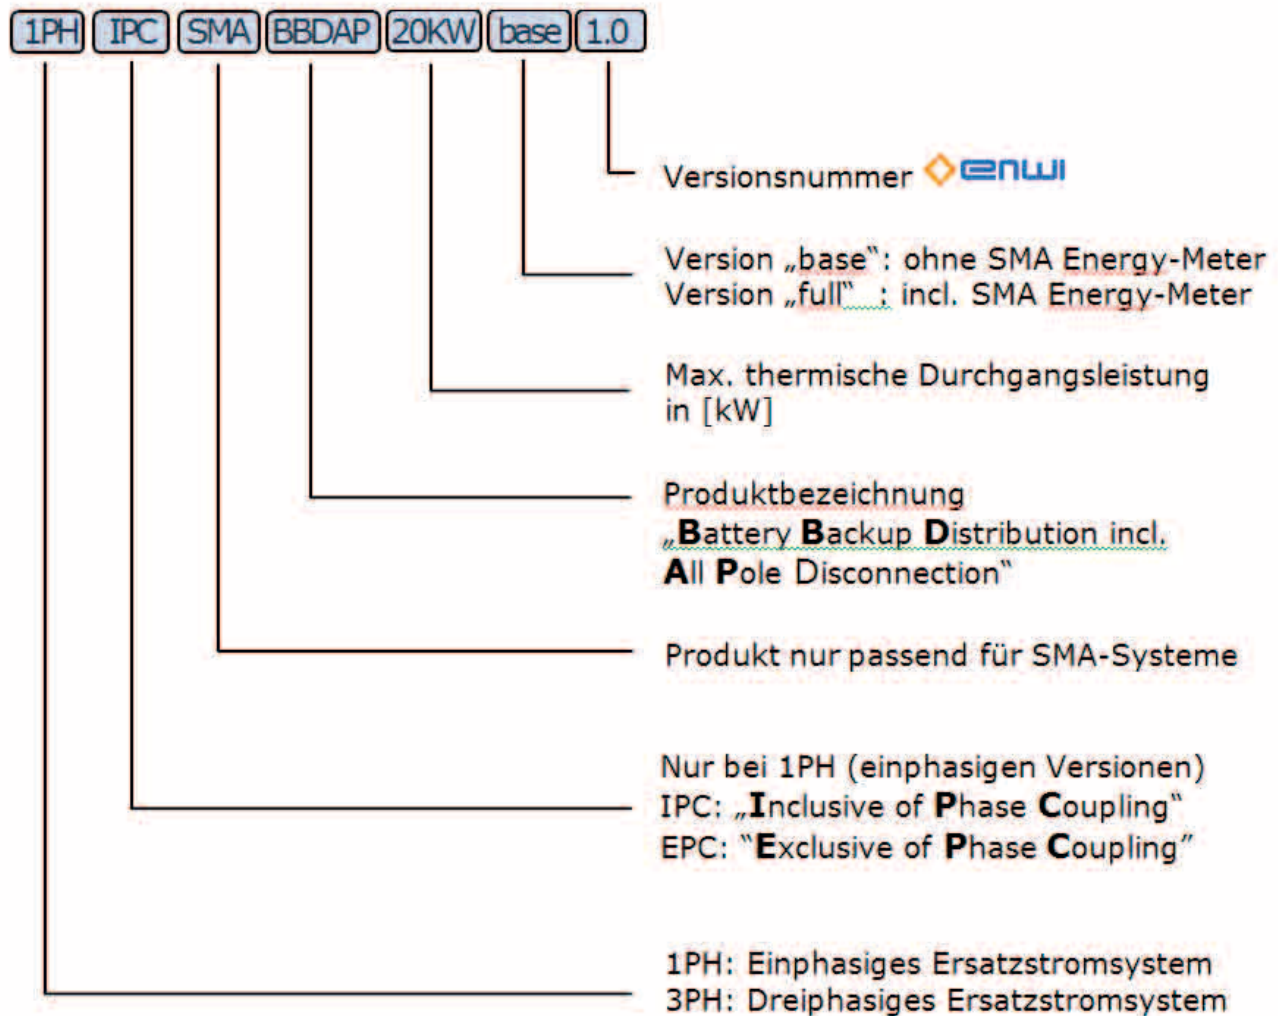 1PH IPC SMA BBDAP 20KW base 1.0
Versionsnummer enwi
Version „base“: ohne SMA Energy-Meter
Version „full“ : incl. SMA Energy-Meter
Max. thermische Durchgangsleistung
in [kW]
Produktbezeichnung
„Battery Backup Distribution incl.
All Pole Disconnection“
Produkt nur passend für SMA-Systeme
Nur bei 1PH (einphasigen Versionen)
IPC: „Inclusive of Phase Coupling“
EPC: “Exclusive of Phase Coupling”
1PH: Einphasiges Ersatzstromsystem
3PH: Dreiphasiges Ersatzstromsystem